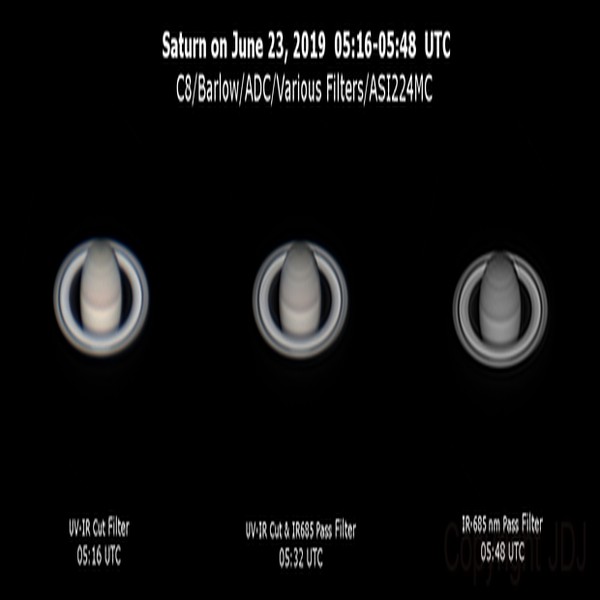 Saturn on June 23, 2019 05:16-05:48 UTC
C8/Barlow/ADC/Various Filters/ASI224MC
UV-IR Cut Filter
05:16 UTC
UV-IR Cut & IR685 Pass Filter
05:32 UTC
IR-685 nm Pass Filter
05:48 UTC
Copyright JDJ